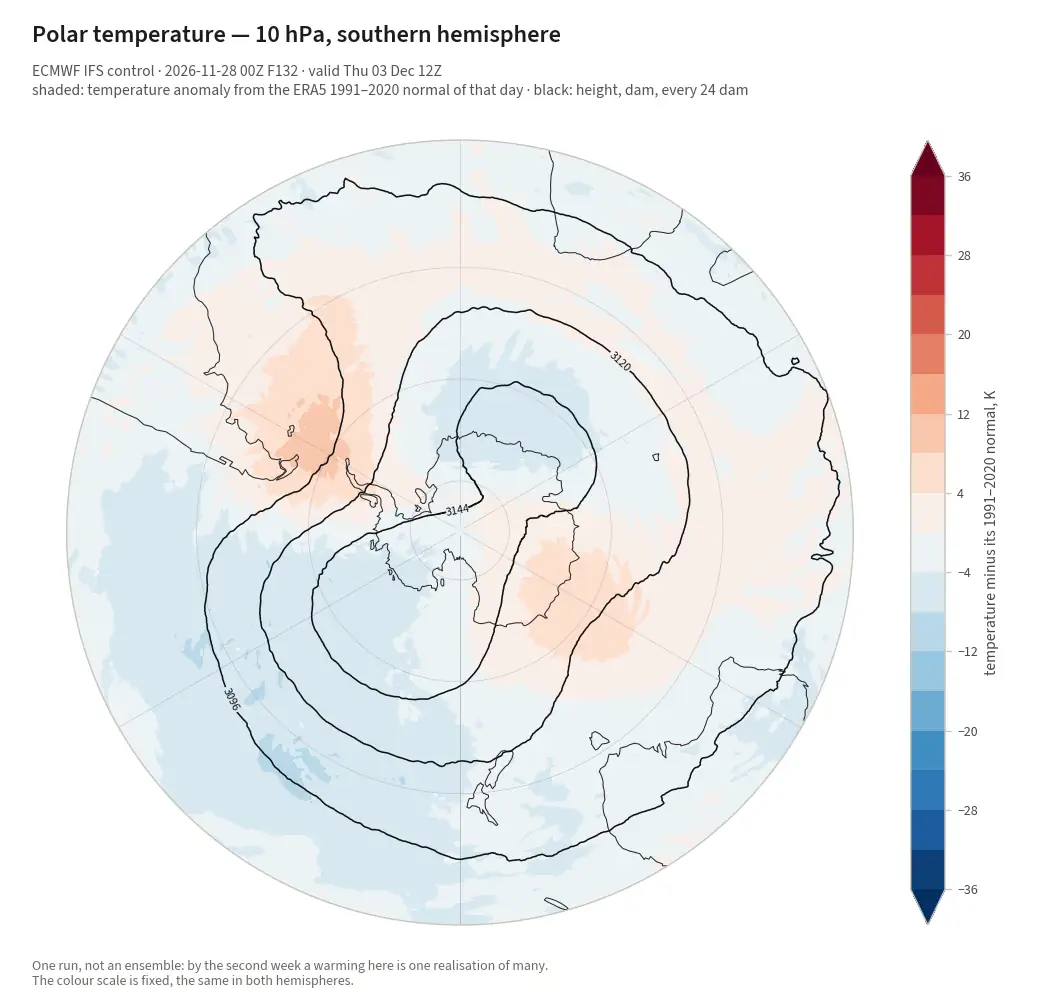 Polar temperature — 10 hPa, southern hemisphere
ECMWF IFS control · 2026-11-28 00Z F132 · valid Thu 03 Dec 12Z
shaded: temperature anomaly from the ERA5 1991–2020 normal of that day · black: height, dam, every 24 dam
36
28
20
12
4
−4
−12
−20
−28
−36
temperature minus its 1991–2020 normal, K
3120
3144
3096
One run, not an ensemble: by the second week a warming here is one realisation of many.
The colour scale is fixed, the same in both hemispheres.